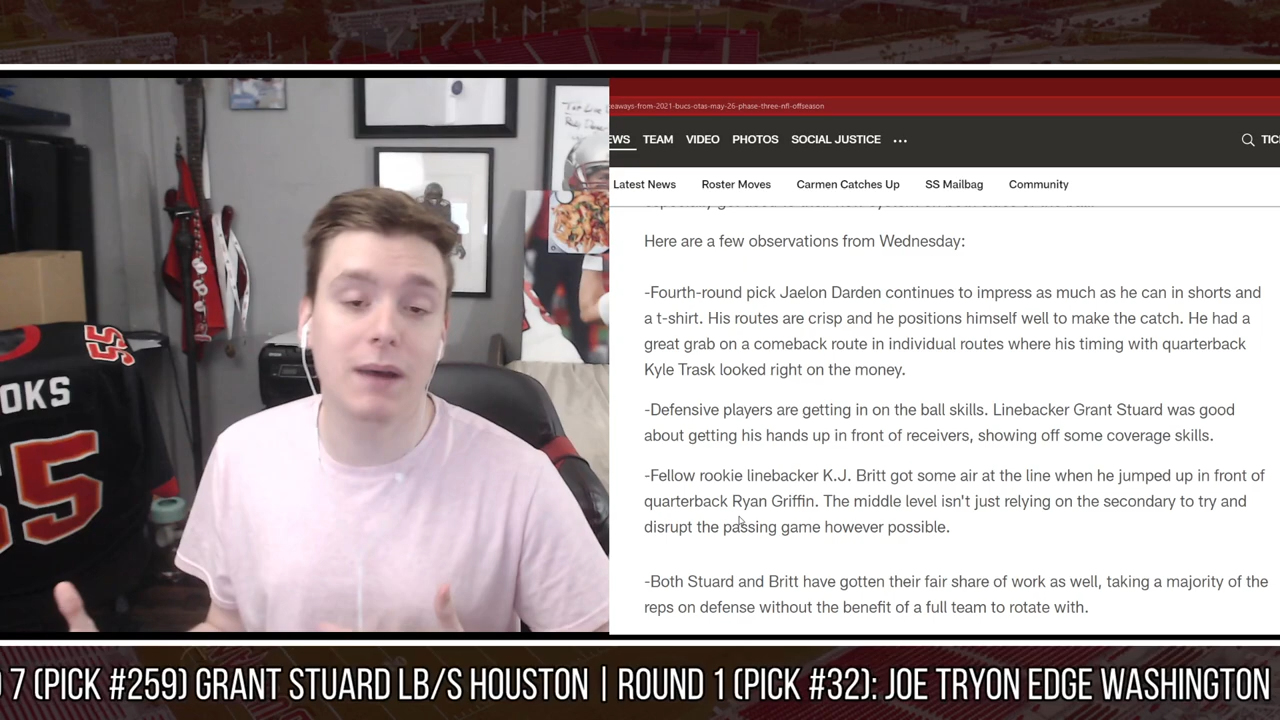 eaways-from-2021-bucs-otas-may-26-phase-three-nfl-offseason
EWS TEAM VIDEO PHOTOS SOCIAL JUSTICE ... TIC
Latest News Roster Moves Carmen Catches Up SS Mailbag Community
Here are a few observations from Wednesday:
-Fourth-round pick Jaelon Darden continues to impress as much as he can in shorts and
a t-shirt. His routes are crisp and he positions himself well to make the catch. He had a
great grab on a comeback route in individual routes where his timing with quarterback
Kyle Trask looked right on the money.
-Defensive players are getting in on the ball skills. Linebacker Grant Stuard was good
about getting his hands up in front of receivers, showing off some coverage skills.
-Fellow rookie linebacker K.J. Britt got some air at the line when he jumped up in front of
quarterback Ryan Griffin. The middle level isn't just relying on the secondary to try and
disrupt the passing game however possible.
-Both Stuard and Britt have gotten their fair share of work as well, taking a majority of the
reps on defense without the benefit of a full team to rotate with.
OKS
55
55
7 (PICK #259) GRANT STUARD LB/S HOUSTON | ROUND 1 (PICK #32): JOE TRYON EDGE WASHINGTON